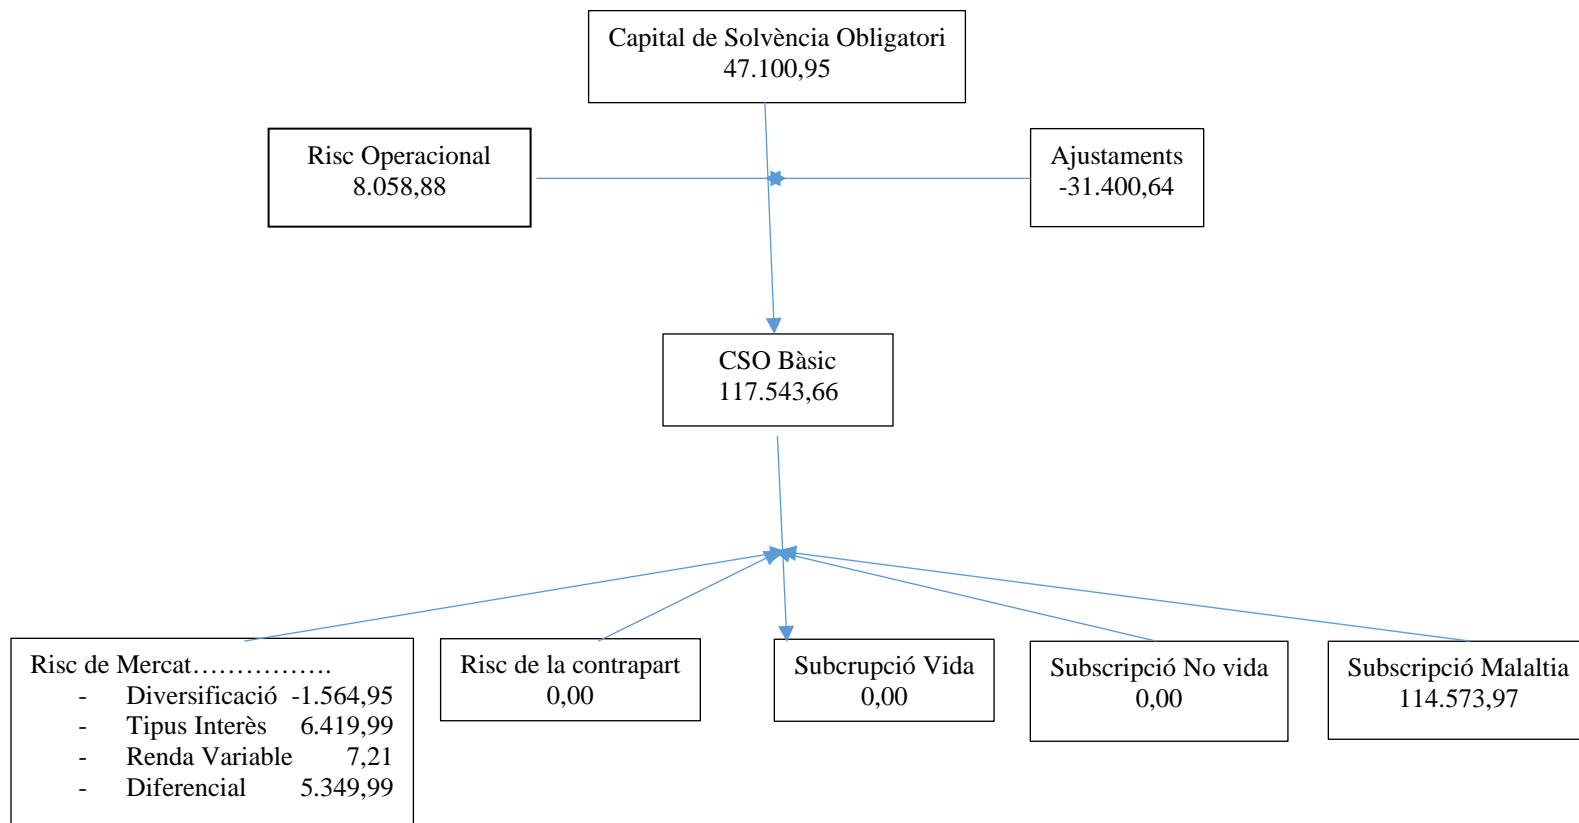 Capital de Solvència Obligatori
47.100,95
Risc Operacional
8.058,88
Ajustaments
-31.400,64
CSO Bàsic
117.543,66
Risc de Mercat…………….
- Diversificació -1.564,95
- Tipus Interès 6.419,99
- Renda Variable 7,21
- Diferencial 5.349,99
Risc de la contrapart
0,00
Subcrupció Vida
0,00
Subscripció No vida
0,00
Subscripció Malaltia
114.573,97